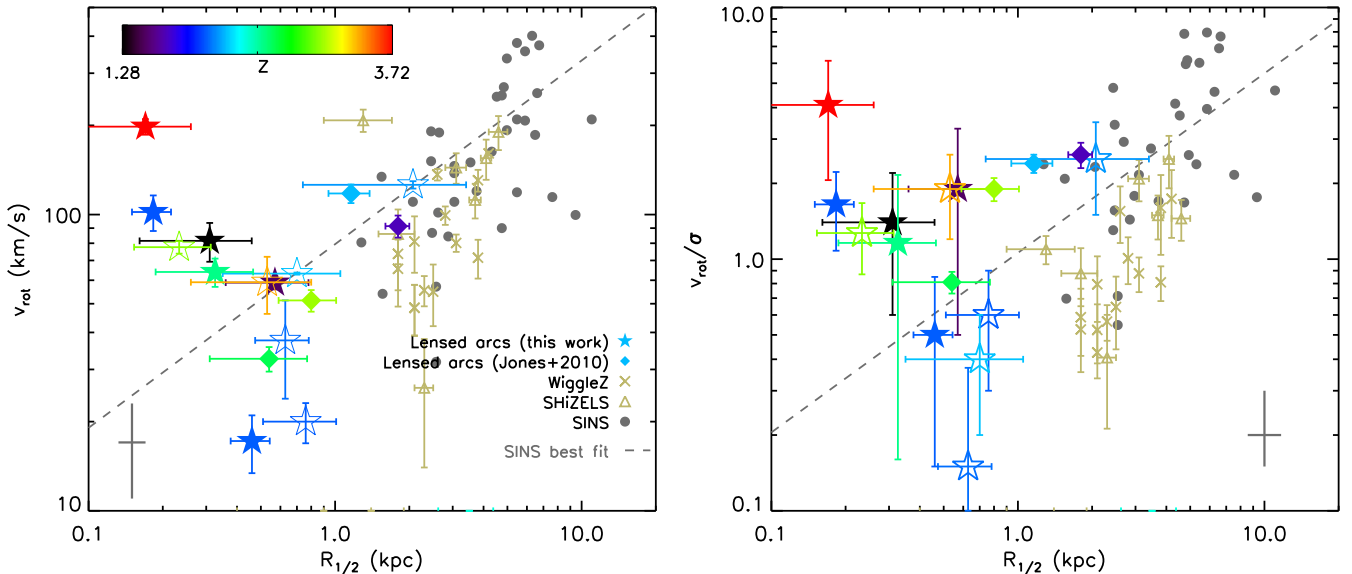 1.28 Z 3.72
100
10
v_rot (km/s)
Lensed arcs (this work)
Lensed arcs (Jones+2010)
WiggleZ
SHiZELS
SINS
SINS best fit
0.1 1.0 10.0
R_1/2 (kpc)
10.0
1.0
0.1
v_rot/σ
0.1 1.0 10.0
R_1/2 (kpc)